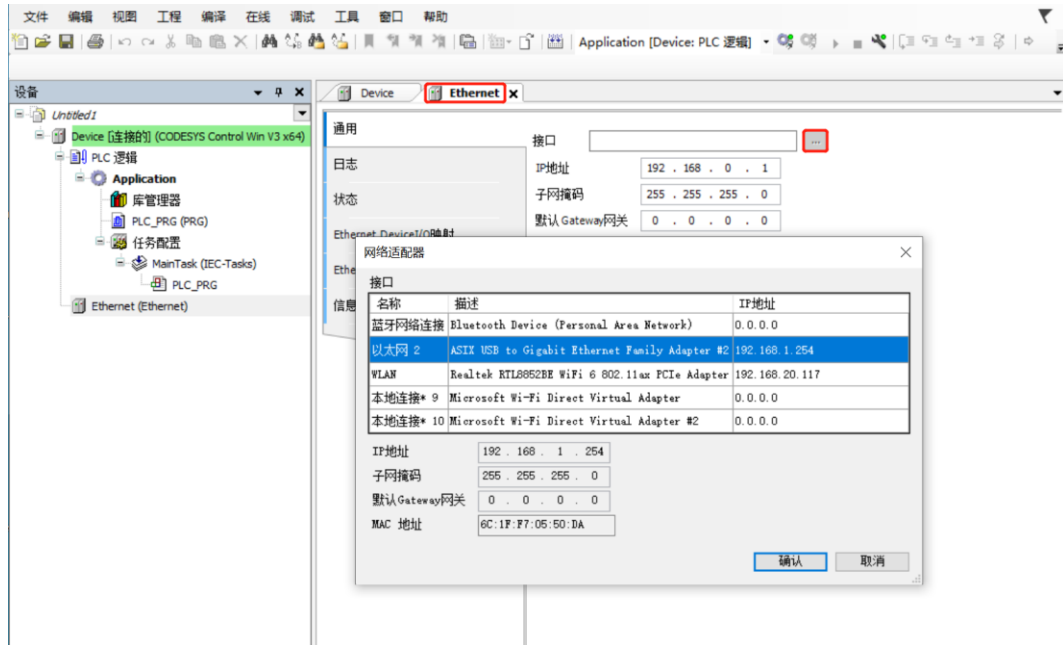 文件 编辑 视图 工程 编译 在线 调试 工具 窗口 帮助
Application [Device: PLC 逻辑]
设备
Untitled1
Device [连接的] (CODESYS Control Win V3 x64)
PLC 逻辑
Application
库管理器
PLC_PRG (PRG)
任务配置
MainTask (IEC-Tasks)
PLC_PRG
Ethernet (Ethernet)
Device Ethernet
通用
日志
状态
Ethernet DeviceI/O映射
Ethe
信息
接口 ...
IP地址 192 . 168 . 0 . 1
子网掩码 255 . 255 . 255 . 0
默认 Gateway网关 0 . 0 . 0 . 0
网络适配器
接口
名称 描述 IP地址
蓝牙网络连接 Bluetooth Device (Personal Area Network) 0.0.0.0
以太网 2 ASIX USB to Gigabit Ethernet Family Adapter #2 192.168.1.254
WLAN Realtek RTL8852BE WiFi 6 802.11ax PCIe Adapter 192.168.20.117
本地连接* 9 Microsoft Wi-Fi Direct Virtual Adapter 0.0.0.0
本地连接* 10 Microsoft Wi-Fi Direct Virtual Adapter #2 0.0.0.0
IP地址 192 . 168 . 1 . 254
子网掩码 255 . 255 . 255 . 0
默认Gateway网关 0 . 0 . 0 . 0
MAC 地址 6C:1F:F7:05:50:DA
确认 取消